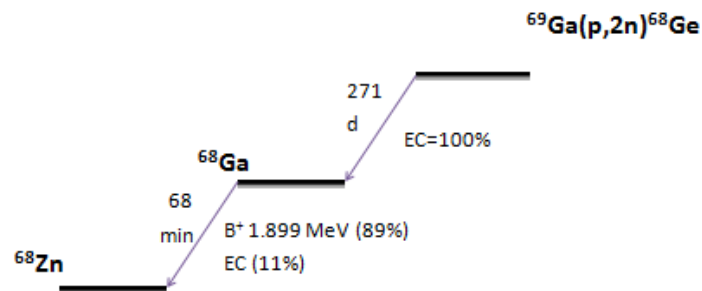 ⁶⁹Ga(p,2n)⁶⁸Ge
271
d
EC=100%
⁶⁸Ga
68
min
B⁺ 1.899 MeV (89%)
EC (11%)
⁶⁸Zn